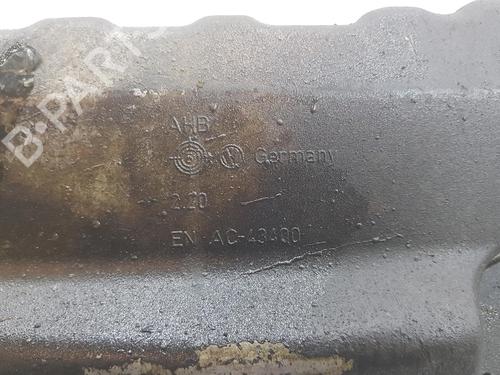 B-PARTS
AHB
Germany
2.20
EN AC-43400